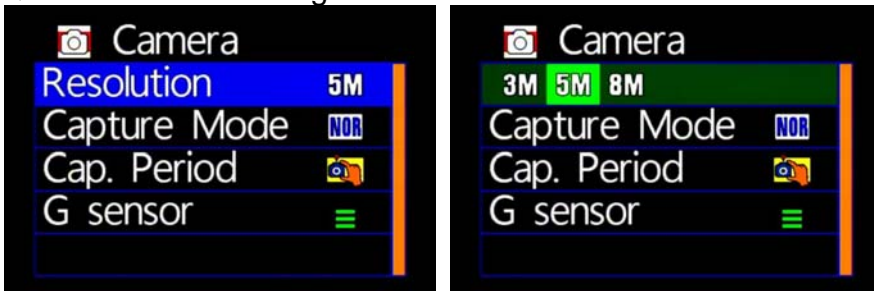 Camera
Resolution 5M
Capture Mode NOR
Cap. Period
G sensor
Camera
3M 5M 8M
Capture Mode NOR
Cap. Period
G sensor